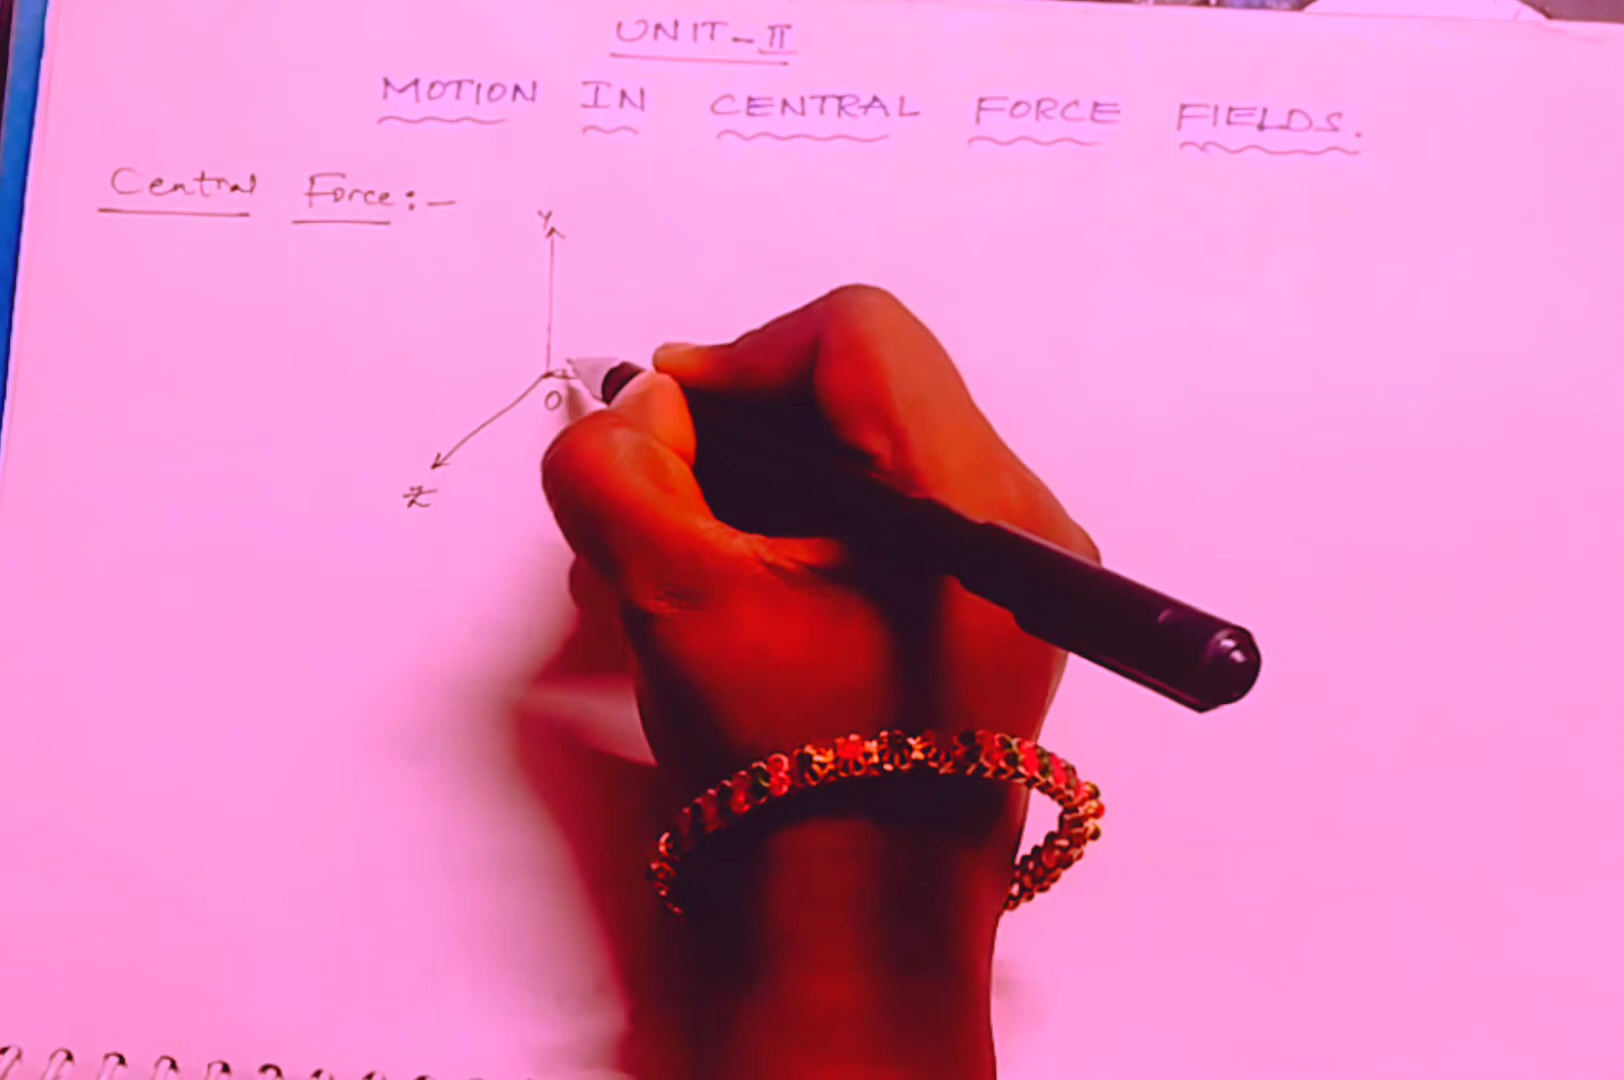 UNIT-II
MOTION IN CENTRAL FORCE FIELDS.
Central Force:-
Y
O
Z